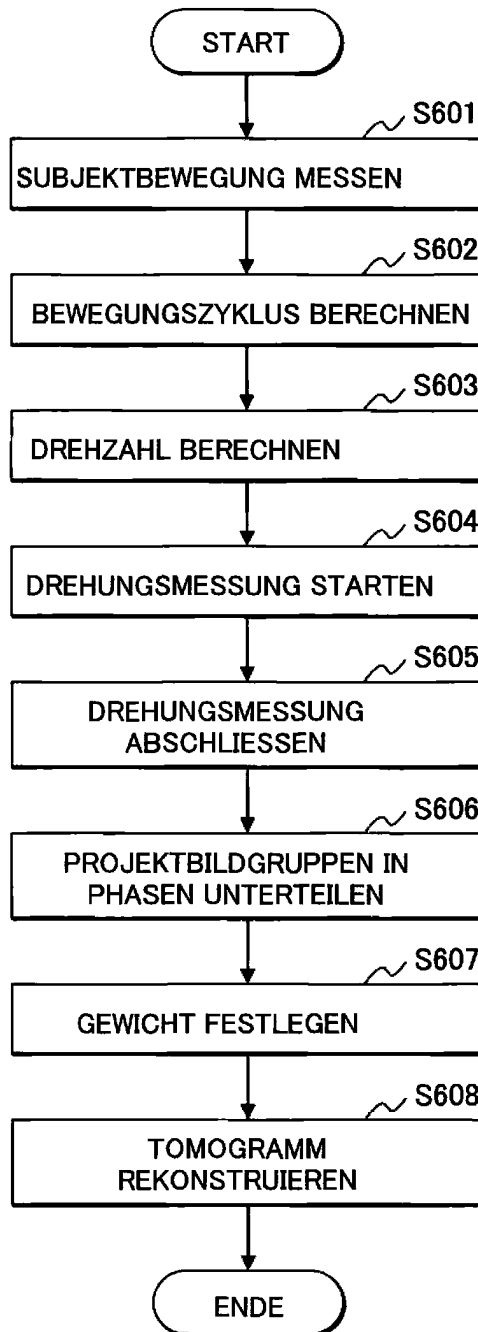 START
S601
SUBJEKTBEWEGUNG MESSEN
S602
BEWEGUNGSZYKLUS BERECHNEN
S603
DREHZAHL BERECHNEN
S604
DREHUNGSMESSUNG STARTEN
S605
DREHUNGSMESSUNG
ABSCHLIESSEN
S606
PROJEKTBILDGRUPPEN IN
PHASEN UNTERTEILEN
S607
GEWICHT FESTLEGEN
S608
TOMOGRAMM
REKONSTRUIEREN
ENDE